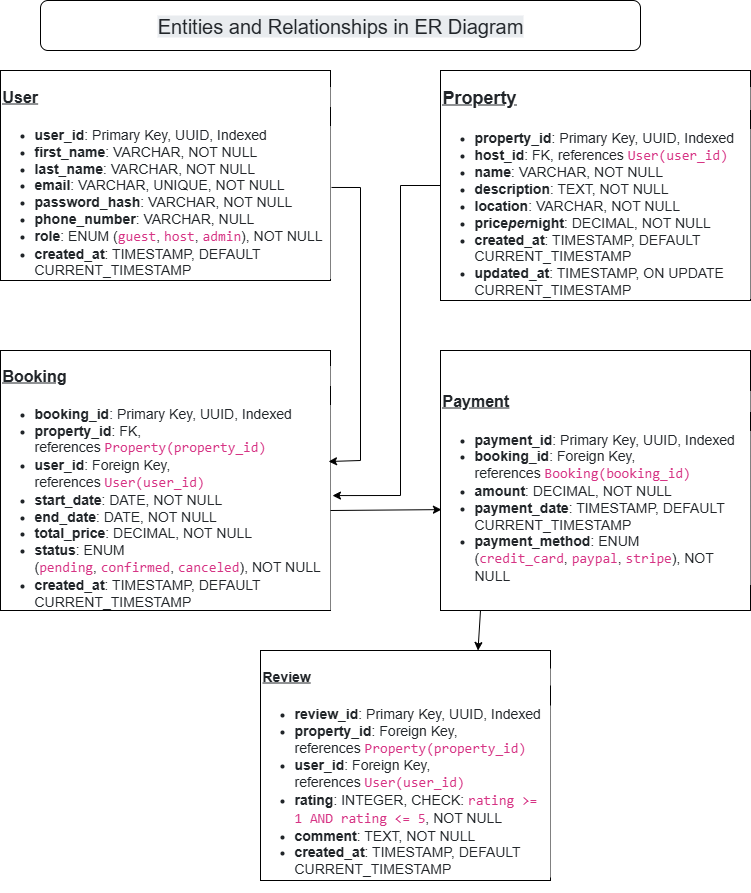 Entities and Relationships in ER Diagram
User
user_id: Primary Key, UUID, Indexed
first_name: VARCHAR, NOT NULL
last_name: VARCHAR, NOT NULL
email: VARCHAR, UNIQUE, NOT NULL
password_hash: VARCHAR, NOT NULL
phone_number: VARCHAR, NULL
role: ENUM (guest, host, admin), NOT NULL
created_at: TIMESTAMP, DEFAULT
CURRENT_TIMESTAMP
Property
property_id: Primary Key, UUID, Indexed
host_id: FK, references User(user_id)
name: VARCHAR, NOT NULL
description: TEXT, NOT NULL
location: VARCHAR, NOT NULL
pricepernight: DECIMAL, NOT NULL
created_at: TIMESTAMP, DEFAULT
CURRENT_TIMESTAMP
updated_at: TIMESTAMP, ON UPDATE
CURRENT_TIMESTAMP
Booking
booking_id: Primary Key, UUID, Indexed
property_id: FK,
references Property(property_id)
user_id: Foreign Key,
references User(user_id)
start_date: DATE, NOT NULL
end_date: DATE, NOT NULL
total_price: DECIMAL, NOT NULL
status: ENUM
(pending, confirmed, canceled), NOT NULL
created_at: TIMESTAMP, DEFAULT
CURRENT_TIMESTAMP
Payment
payment_id: Primary Key, UUID, Indexed
booking_id: Foreign Key,
references Booking(booking_id)
amount: DECIMAL, NOT NULL
payment_date: TIMESTAMP, DEFAULT
CURRENT_TIMESTAMP
payment_method: ENUM
(credit_card, paypal, stripe), NOT
NULL
Review
review_id: Primary Key, UUID, Indexed
property_id: Foreign Key,
references Property(property_id)
user_id: Foreign Key,
references User(user_id)
rating: INTEGER, CHECK: rating >=
1 AND rating <= 5, NOT NULL
comment: TEXT, NOT NULL
created_at: TIMESTAMP, DEFAULT
CURRENT_TIMESTAMP